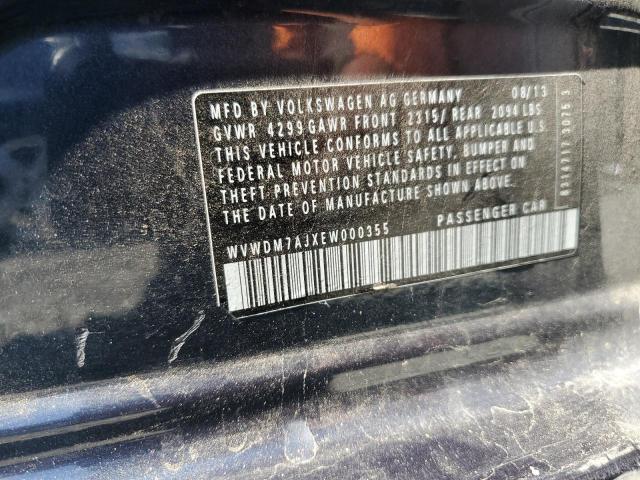 MFD BY VOLKSWAGEN AG GERMANY 08/13
GVWR 4299 GAWR FRONT 2315/ REAR 2094 LBS
THIS VEHICLE CONFORMS TO ALL APPLICABLE U.S
FEDERAL MOTOR VEHICLE SAFETY, BUMPER AND
THEFT PREVENTION STANDARDS IN EFFECT ON
THE DATE OF MANUFACTURE SHOWN ABOVE.
WVWDM7AJXEW000355 PASSENGER CAR